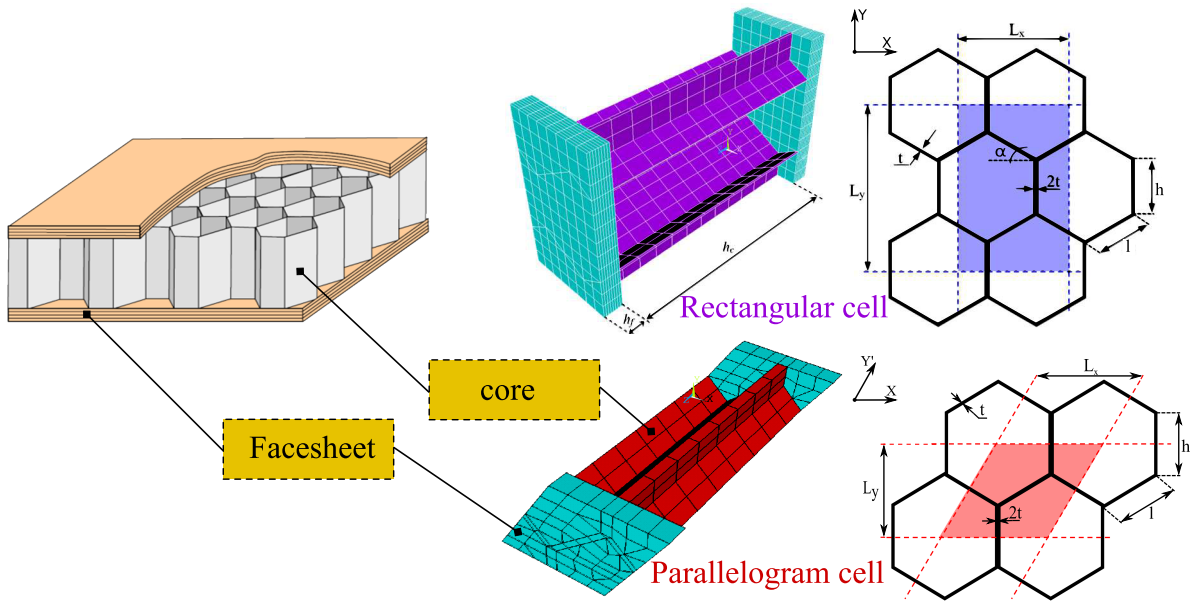 Y
X
Lx
t
α
Ly
2t
h
l
hc
hf
Rectangular cell
core
Facesheet
Y'
X
Lx
t
h
Ly
2t
l
Parallelogram cell